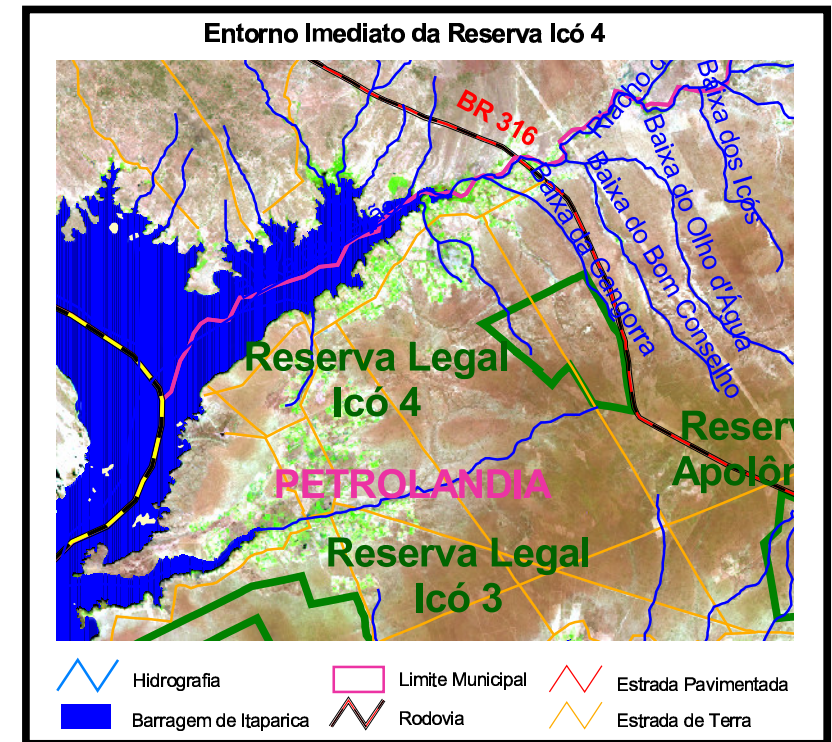 Entorno Imediato da Reserva Icó 4
BR 316
Riacho
Baixa dos Icós
Baixa do Olho d'Água
Baixa do Bom Conselho
Baixa da Gangorra
Reserva Legal
Icó 4
Reserv
Apolôn
PETROLANDIA
Reserva Legal
Icó 3
Hidrografia
Limite Municipal
Estrada Pavimentada
Barragem de Itaparica
Rodovia
Estrada de Terra